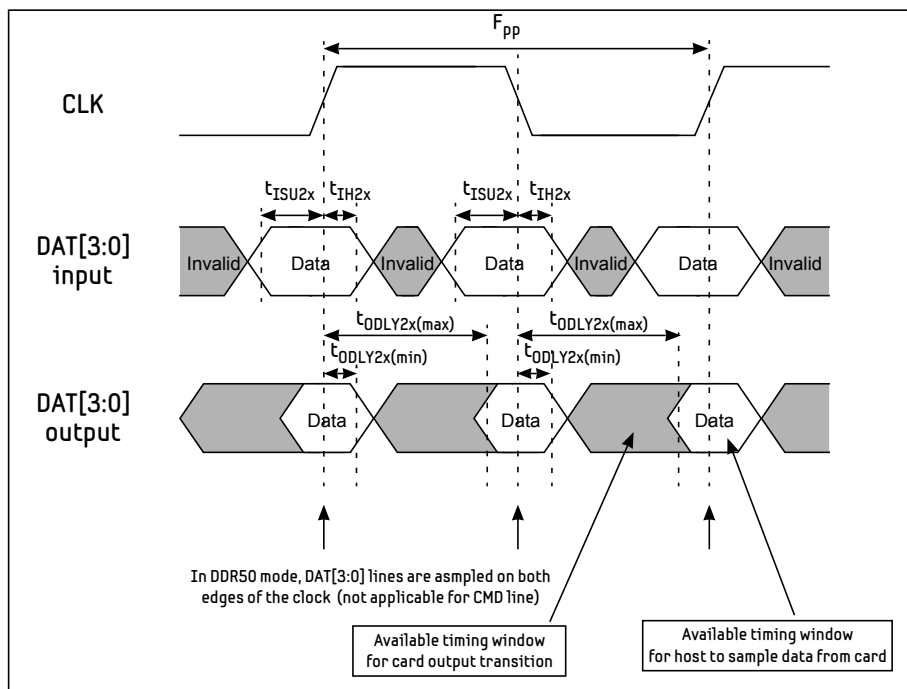 F_pp
CLK
t_ISU2x t_IH2x t_ISU2x t_IH2x
DAT[3:0]
input
Invalid Data Invalid Data Invalid Data Invalid
t_ODLY2x(max) t_ODLY2x(max)
t_ODLY2x(min) t_ODLY2x(min)
DAT[3:0]
output
Data Data Data
In DDR50 mode, DAT[3:0] lines are asmpled on both
edges of the clock (not applicable for CMD line)
Available timing window
for card output transition
Available timing window
for host to sample data from card